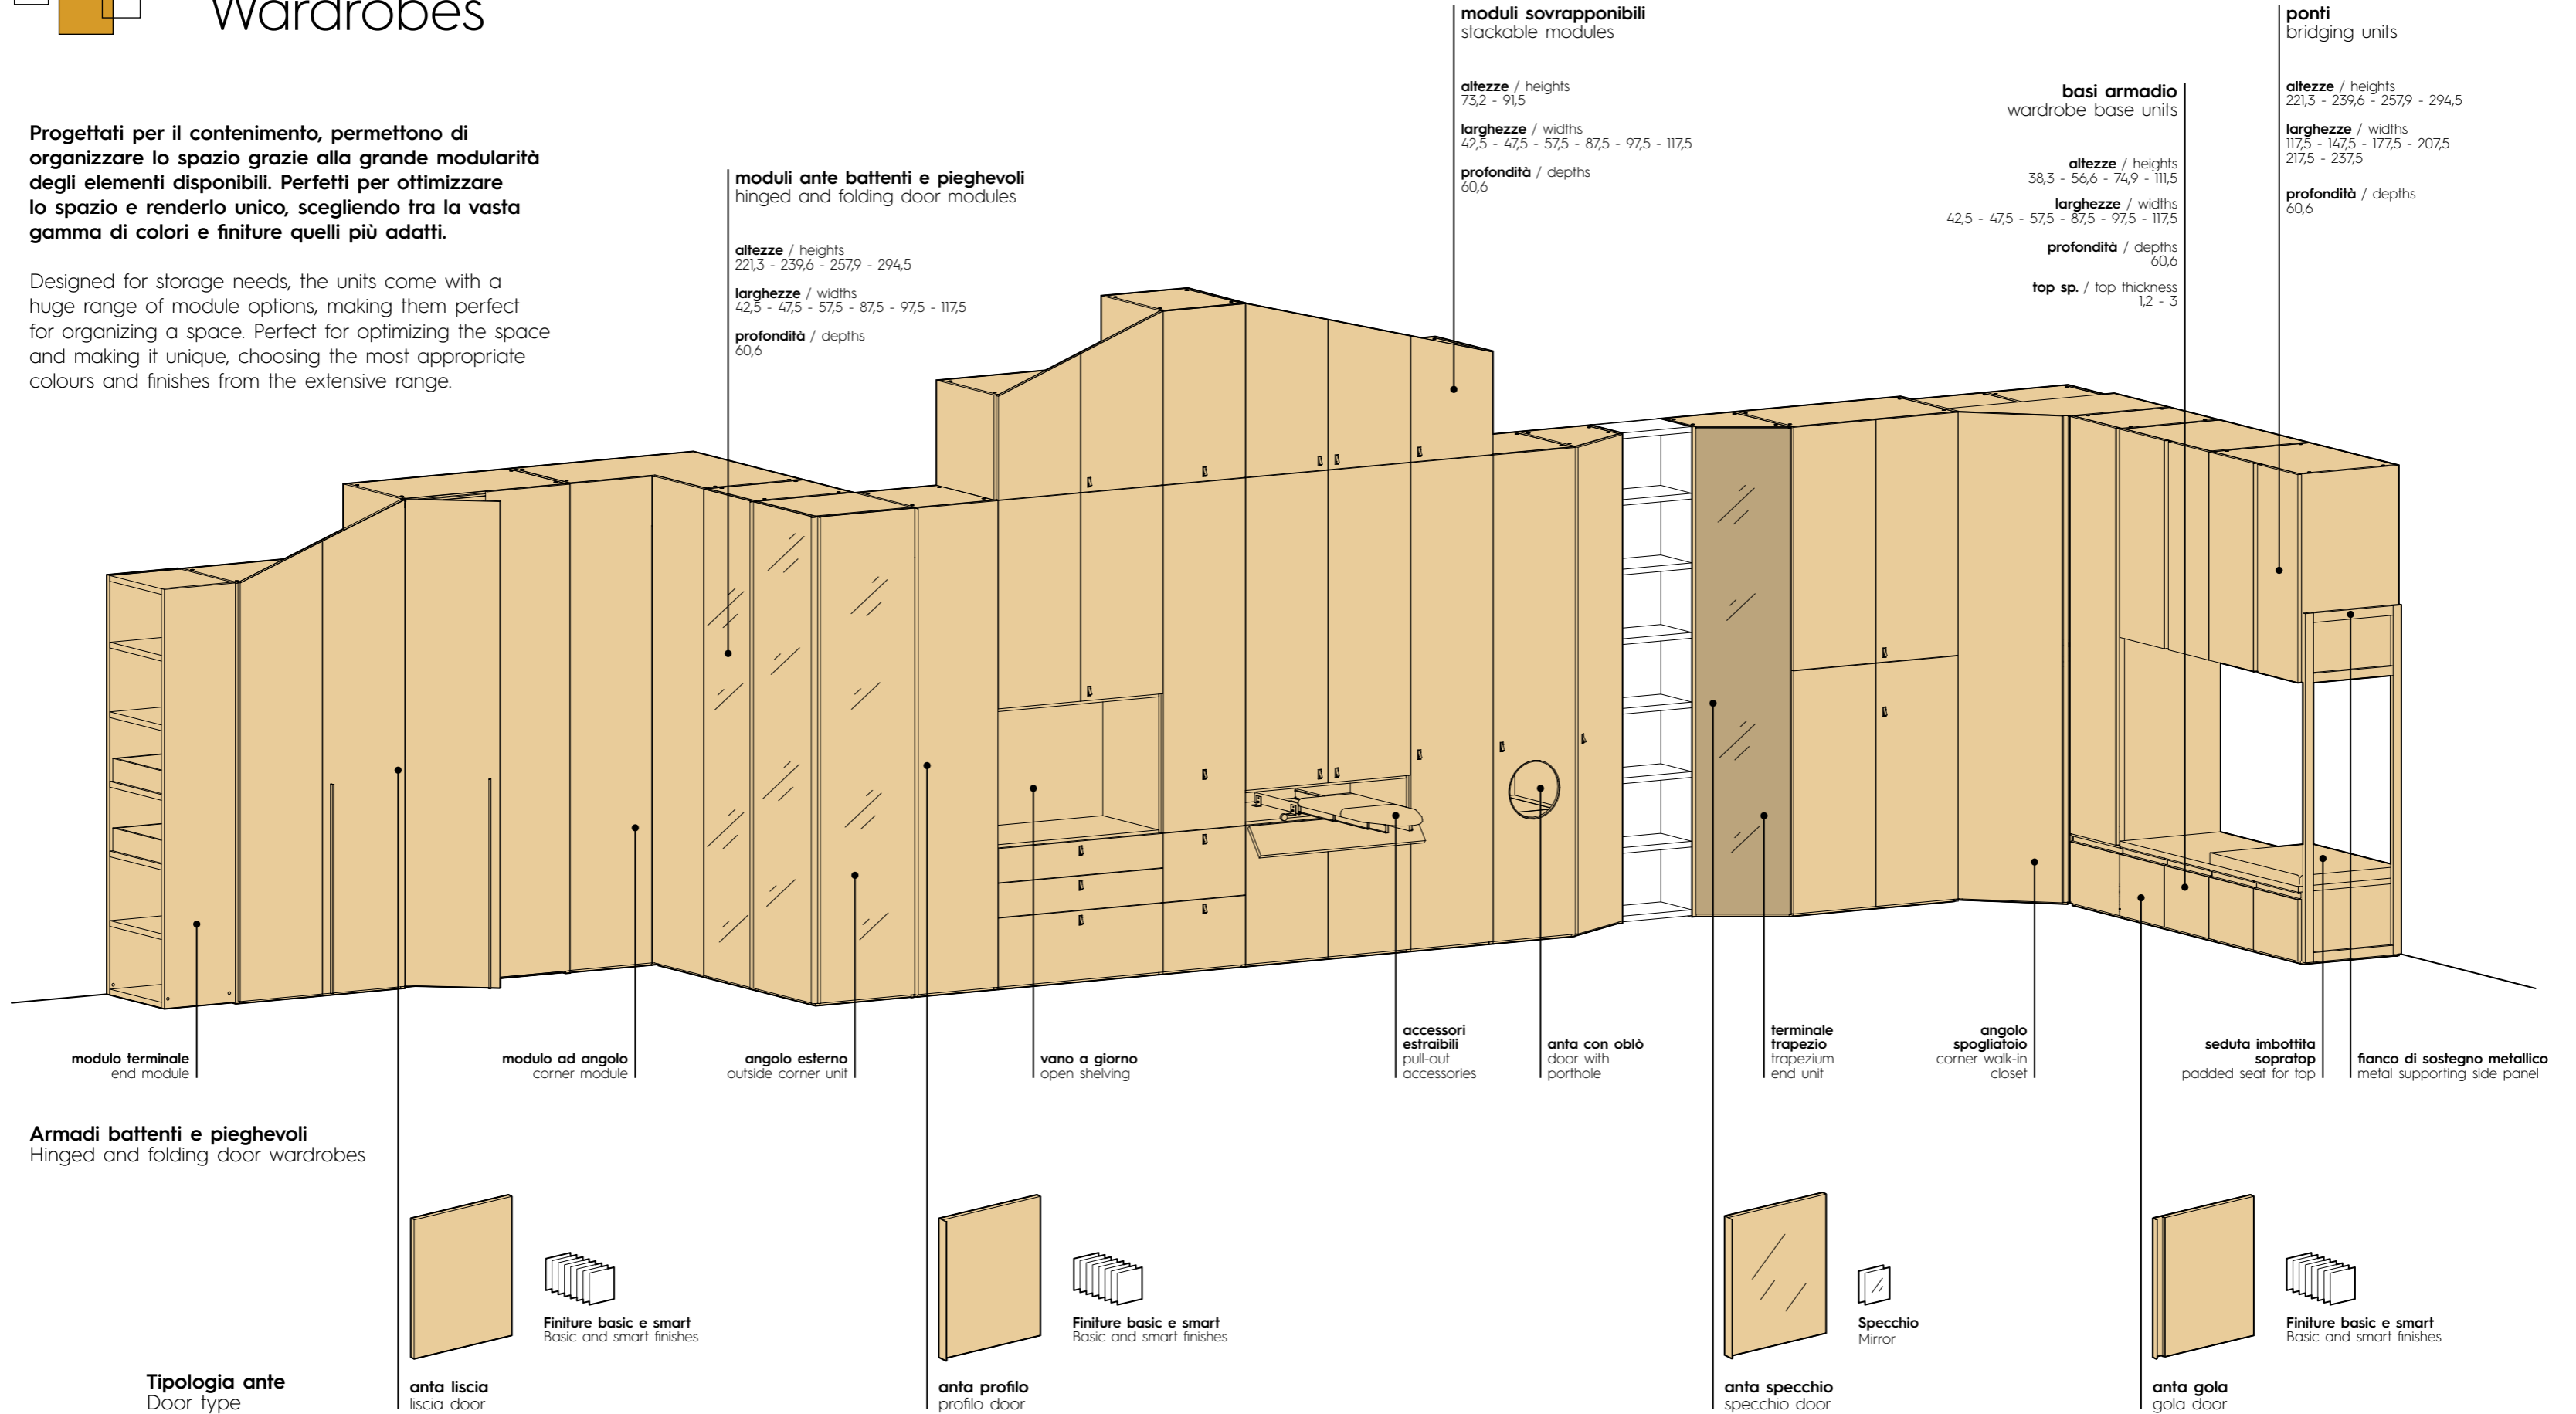 Wardrobes
Progettati per il contenimento, permettono di
organizzare lo spazio grazie alla grande modularità
degli elementi disponibili. Perfetti per ottimizzare
lo spazio e renderlo unico, scegliendo tra la vasta
gamma di colori e finiture quelli più adatti.
Designed for storage needs, the units come with a
huge range of module options, making them perfect
for organizing a space. Perfect for optimizing the space
and making it unique, choosing the most appropriate
colours and finishes from the extensive range.
moduli ante battenti e pieghevoli
hinged and folding door modules
altezze / heights
221,3 - 239,6 - 257,9 - 294,5
larghezze / widths
42,5 - 47,5 - 57,5 - 87,5 - 97,5 - 117,5
profondità / depths
60,6
moduli sovrapponibili
stackable modules
altezze / heights
73,2 - 91,5
larghezze / widths
42,5 - 47,5 - 57,5 - 87,5 - 97,5 - 117,5
profondità / depths
60,6
basi armadio
wardrobe base units
altezze / heights
38,3 - 56,6 - 74,9 - 111,5
larghezze / widths
42,5 - 47,5 - 57,5 - 87,5 - 97,5 - 117,5
profondità / depths
60,6
top sp. / top thickness
1,2 - 3
ponti
bridging units
altezze / heights
221,3 - 239,6 - 257,9 - 294,5
larghezze / widths
117,5 - 147,5 - 177,5 - 207,5
217,5 - 237,5
profondità / depths
60,6
modulo terminale
end module
modulo ad angolo
corner module
angolo esterno
outside corner unit
vano a giorno
open shelving
accessori
estraibili
pull-out
accessories
anta con oblò
door with
porthole
terminale
trapezio
trapezium
end unit
angolo
spogliatoio
corner walk-in
closet
seduta imbottita
sopratop
padded seat for top
fianco di sostegno metallico
metal supporting side panel
Armadi battenti e pieghevoli
Hinged and folding door wardrobes
Finiture basic e smart
Basic and smart finishes
Finiture basic e smart
Basic and smart finishes
Specchio
Mirror
Finiture basic e smart
Basic and smart finishes
Tipologia ante
Door type
anta liscia
liscia door
anta profilo
profilo door
anta specchio
specchio door
anta gola
gola door